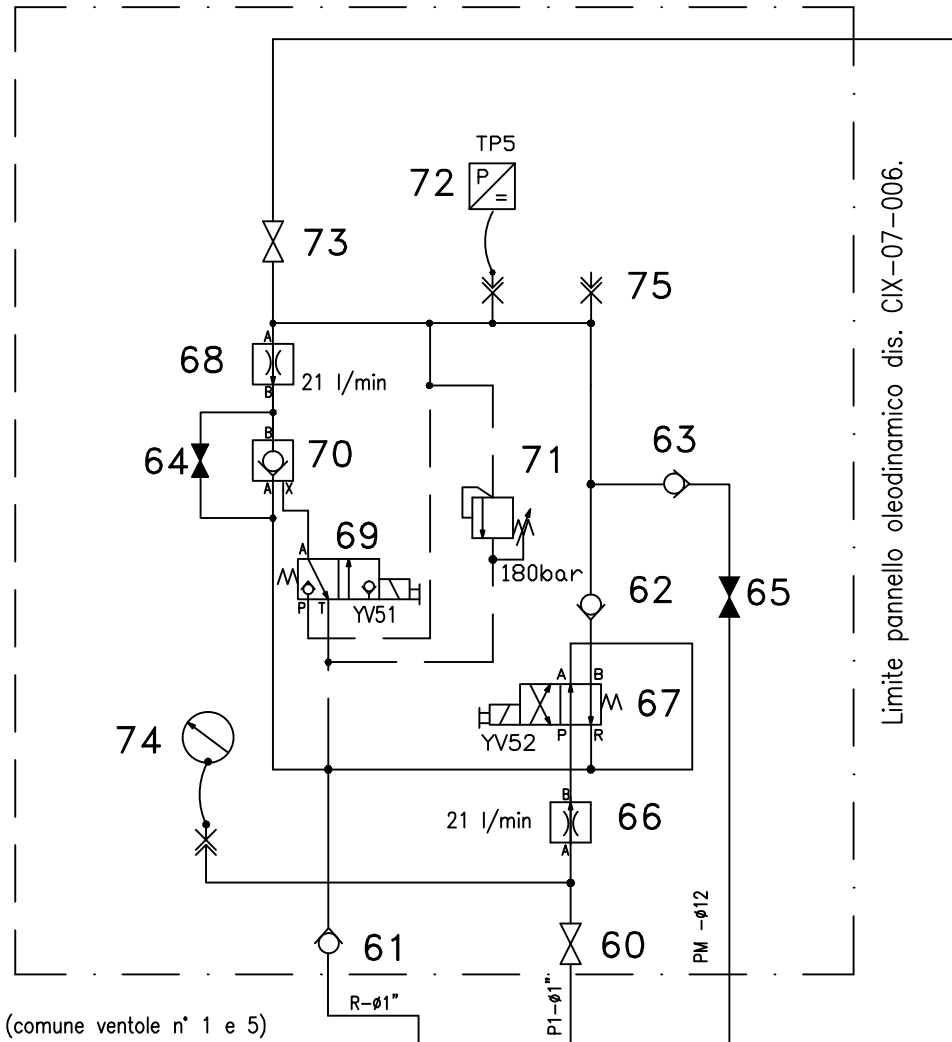 TP5
72
P
=
73
75
A
68
21 l/min
B
63
B
64
70
71
A X
69
A
180bar
62
65
P T
YV51
A B
67
74
YV52
P R
B
21 l/min
66
A
PM -ø12
61
60
R-ø1"
P1-ø1"
(comune ventole n° 1 e 5)
Limite pannello oleodinamico dis. CIX-07-006.